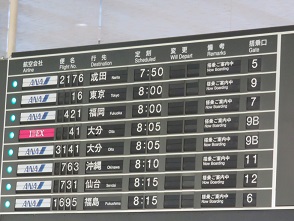 航空会社 Airline 便名 Flight No. 行先 Destination 定刻 Scheduled 変更 Will Depart 備考 Remarks 搭乗口 Gate
ANA 2176 成田 Narita 7:50 搭乗ご案内中 Now Boarding 5
ANA 16 東京 Tokyo 8:00 搭乗ご案内中 Now Boarding 9
ANA 421 福岡 Fukuoka 8:00 搭乗ご案内中 Now Boarding 7
41 大分 Oita 8:05 搭乗ご案内中 Now Boarding 9B
ANA 3141 大分 Oita 8:05 搭乗ご案内中 Now Boarding 9B
ANA 763 沖縄 Okinawa 8:10 搭乗ご案内中 Now Boarding 11
ANA 731 仙台 Sendai 8:15 搭乗ご案内中 Now Boarding 12
ANA 1695 福島 Fukushima 8:15 搭乗ご案内中 Now Boarding 6